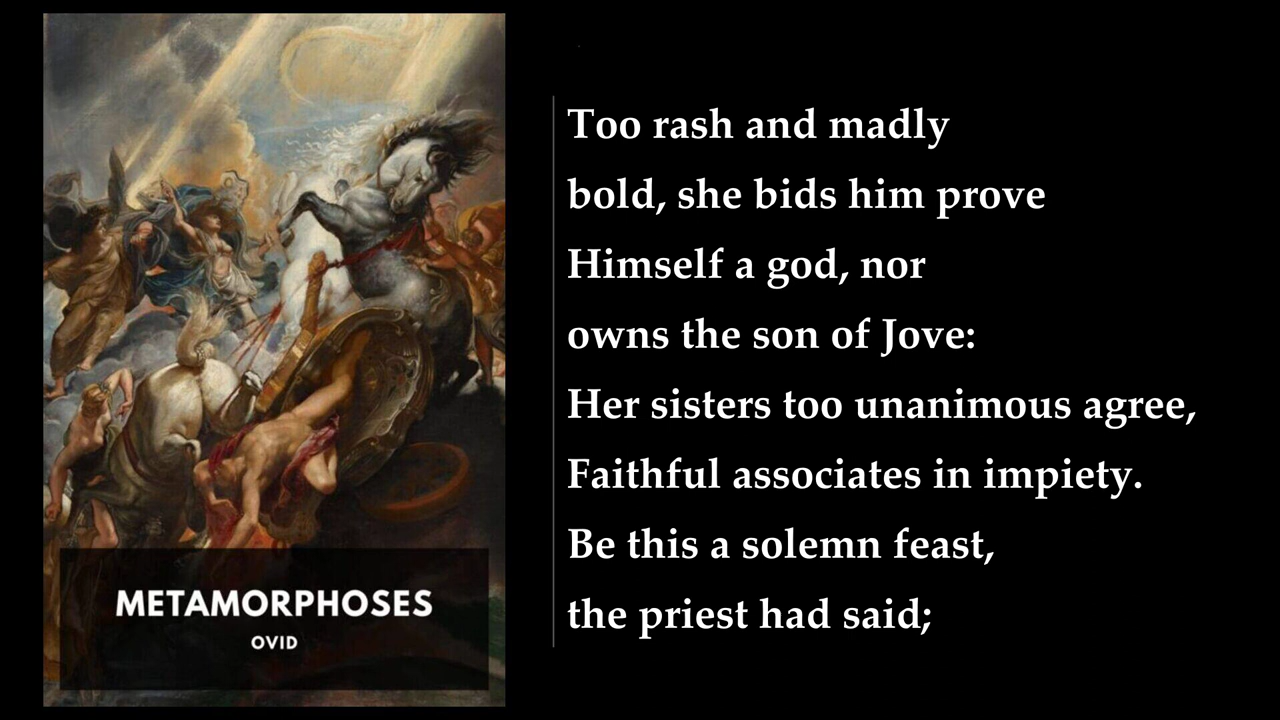 METAMORPHOSES
OVID
Too rash and madly
bold, she bids him prove
Himself a god, nor
owns the son of Jove:
Her sisters too unanimous agree,
Faithful associates in impiety.
Be this a solemn feast,
the priest had said;